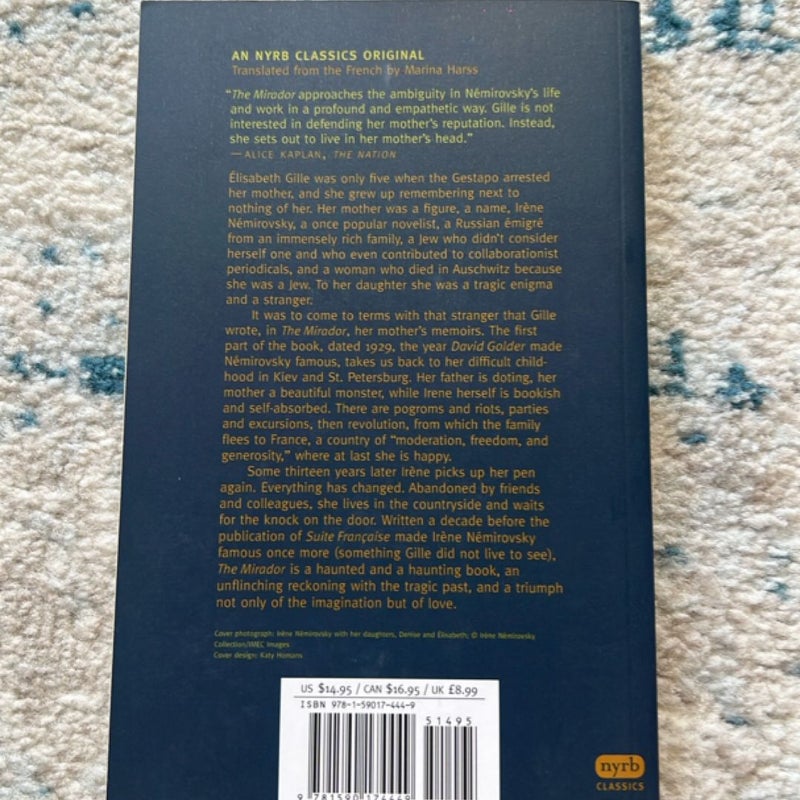 AN NYRB CLASSICS ORIGINAL
Translated from the French by Marina Harss
“The Mirador approaches the ambiguity in Némirovsky’s life
and work in a profound and empathetic way. Gille is not
interested in defending her mother’s reputation. Instead,
she sets out to live in her mother’s head.”
—ALICE KAPLAN, THE NATION
Élisabeth Gille was only five when the Gestapo arrested
her mother, and she grew up remembering next to
nothing of her. Her mother was a figure, a name, Irène
Némirovsky, a once popular novelist, a Russian émigré
from an immensely rich family, a Jew who didn’t consider
herself one and who even contributed to collaborationist
periodicals, and a woman who died in Auschwitz because
she was a Jew. To her daughter she was a tragic enigma
and a stranger.
It was to come to terms with that stranger that Gille
wrote, in The Mirador, her mother’s memoirs. The first
part of the book, dated 1929, the year David Golder made
Némirovsky famous, takes us back to her difficult child-
hood in Kiev and St. Petersburg. Her father is doting, her
mother a beautiful monster, while Irene herself is bookish
and self-absorbed. There are pogroms and riots, parties
and excursions, then revolution, from which the family
flees to France, a country of “moderation, freedom, and
generosity,” where at last she is happy.
Some thirteen years later Irène picks up her pen
again. Everything has changed. Abandoned by friends
and colleagues, she lives in the countryside and waits
for the knock on the door. Written a decade before the
publication of Suite Française made Irène Némirovsky
famous once more (something Gille did not live to see),
The Mirador is a haunted and a haunting book, an
unflinching reckoning with the tragic past, and a triumph
not only of the imagination but of love.
Cover photograph: Irène Némirovsky with her daughters, Denise and Élisabeth; © Irène Némirovsky
Collection/IMEC Images
Cover design: Katy Homans
US $14.95 / CAN $16.95 / UK £8.99
ISBN 978-1-59017-444-9
51495
9 781590 174449
nyrb
CLASSICS